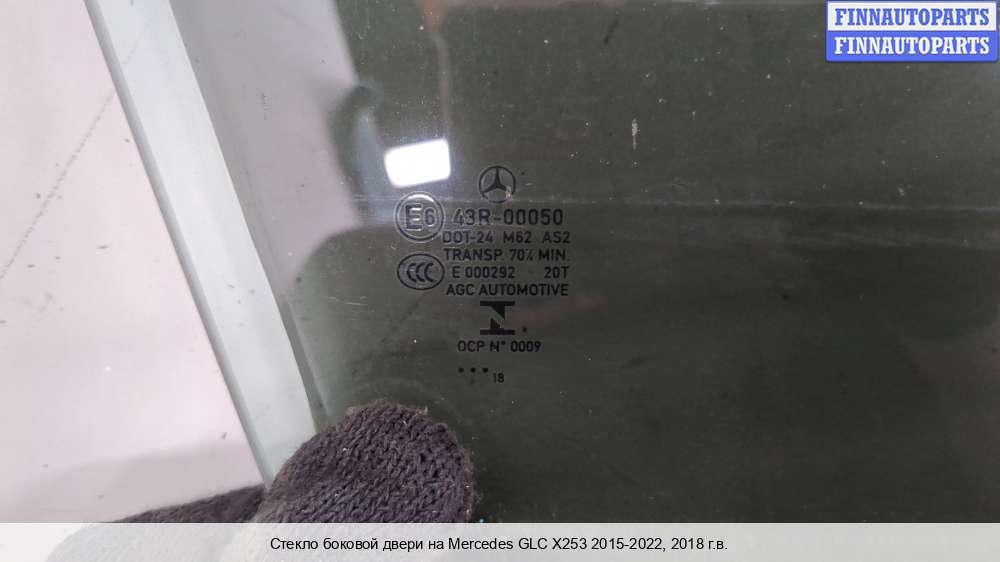 FINNAUTOPARTS
FINNAUTOPARTS
E6 43R-00050
DOT-24 M62 AS2
TRANSP. 70% MIN.
CCC E 000292 20T
AGC AUTOMOTIVE
OCP N° 0009
... 18
Стекло боковой двери на Mercedes GLC X253 2015-2022, 2018 г.в.